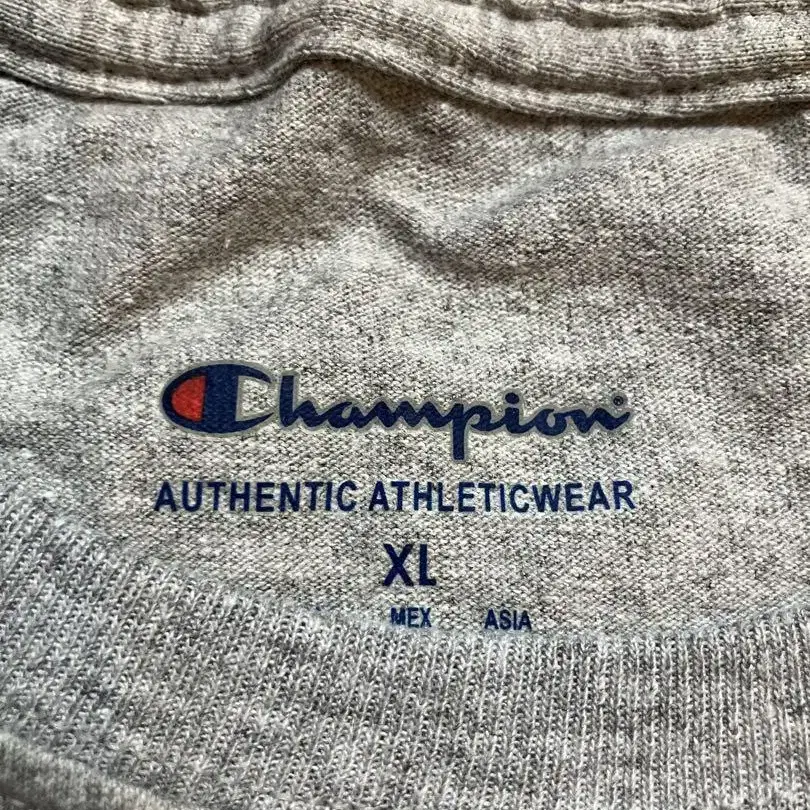 Champion®
AUTHENTIC ATHLETICWEAR
XL
MEX ASIA